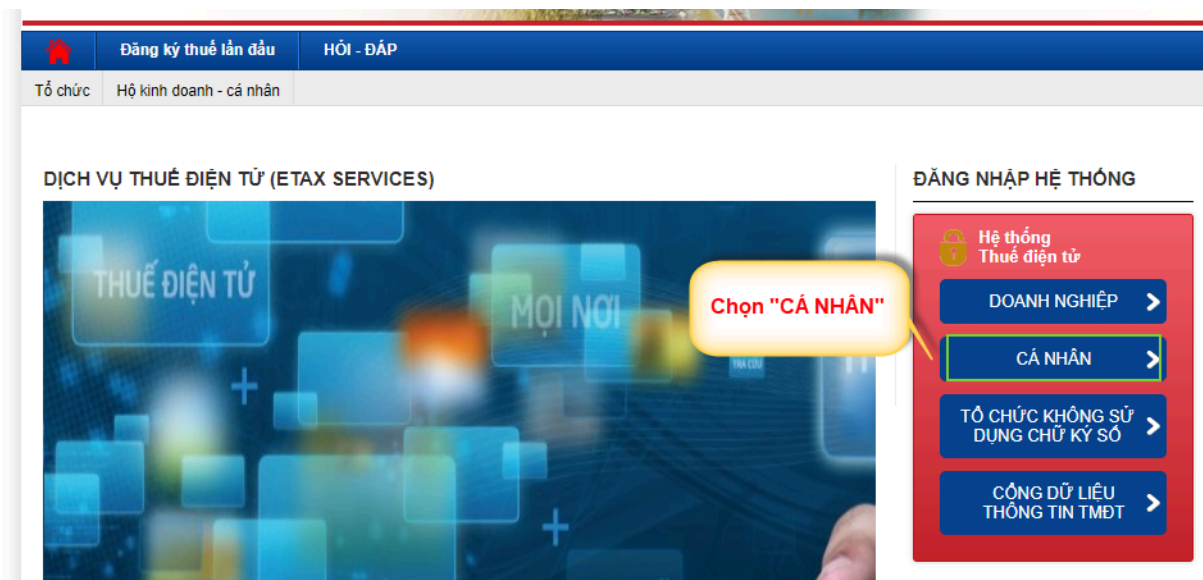 Đăng ký thuế lần đầu
HỎI - ĐÁP
Tổ chức
Hộ kinh doanh - cá nhân
DỊCH VỤ THUẾ ĐIỆN TỬ (ETAX SERVICES)
ĐĂNG NHẬP HỆ THỐNG
THUẾ ĐIỆN TỬ
MỌI NƠI
TRA CỨU
Chọn "CÁ NHÂN"
Hệ thống
Thuế điện tử
DOANH NGHIỆP
CÁ NHÂN
TỔ CHỨC KHÔNG SỬ
DỤNG CHỮ KÝ SỐ
CỔNG DỮ LIỆU
THÔNG TIN TMĐT